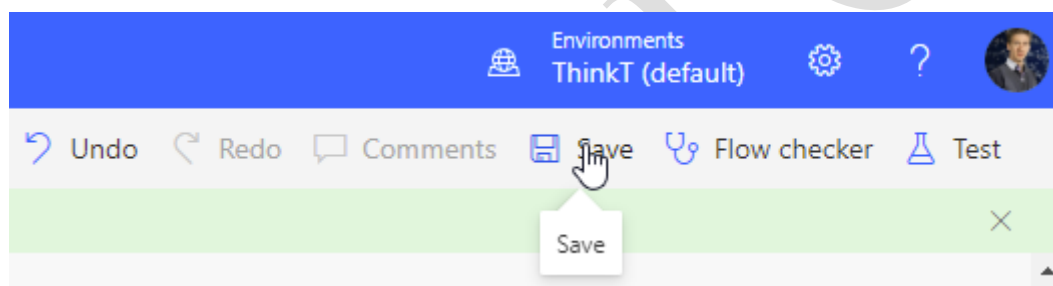 Environments
ThinkT (default)
?
Undo Redo Comments Save Flow checker Test
Save